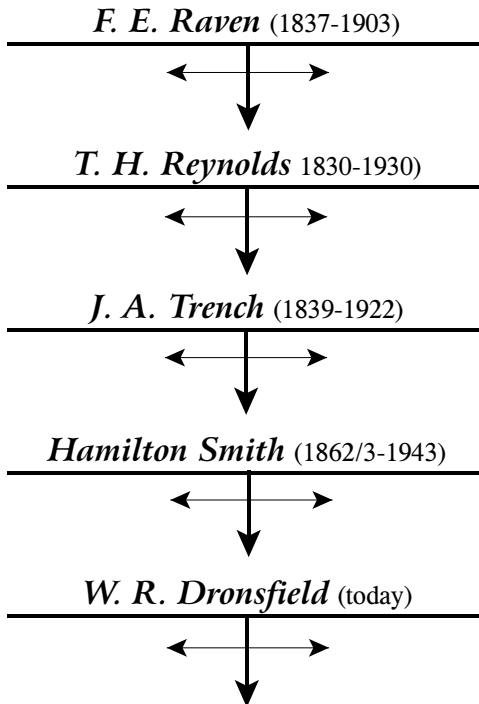 F. E. Raven (1837-1903)
T. H. Reynolds 1830-1930)
J. A. Trench (1839-1922)
Hamilton Smith (1862/3-1943)
W. R. Dronsfield (today)